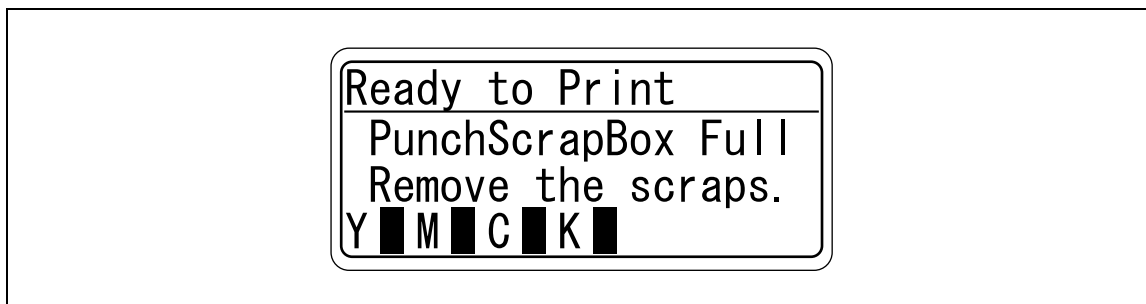 Ready to Print
PunchScrapBox Full
Remove the scraps.
Y■ M■ C■ K■